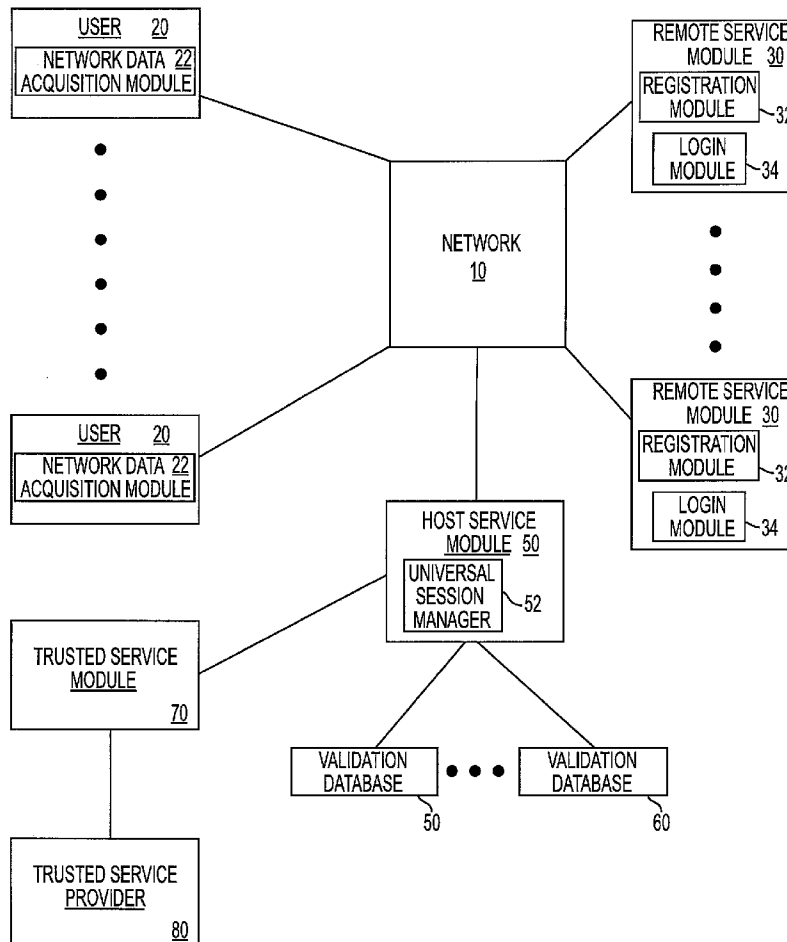 USER 20
NETWORK DATA 22
ACQUISITION MODULE
REMOTE SERVICE
MODULE 30
REGISTRATION
MODULE
32
LOGIN
MODULE
34
NETWORK
10
USER 20
NETWORK DATA 22
ACQUISITION MODULE
REMOTE SERVICE
MODULE 30
REGISTRATION
MODULE
32
LOGIN
MODULE
34
HOST SERVICE
MODULE 50
UNIVERSAL
SESSION
MANAGER
52
TRUSTED SERVICE
MODULE
70
VALIDATION
DATABASE
50
VALIDATION
DATABASE
60
TRUSTED SERVICE
PROVIDER
80